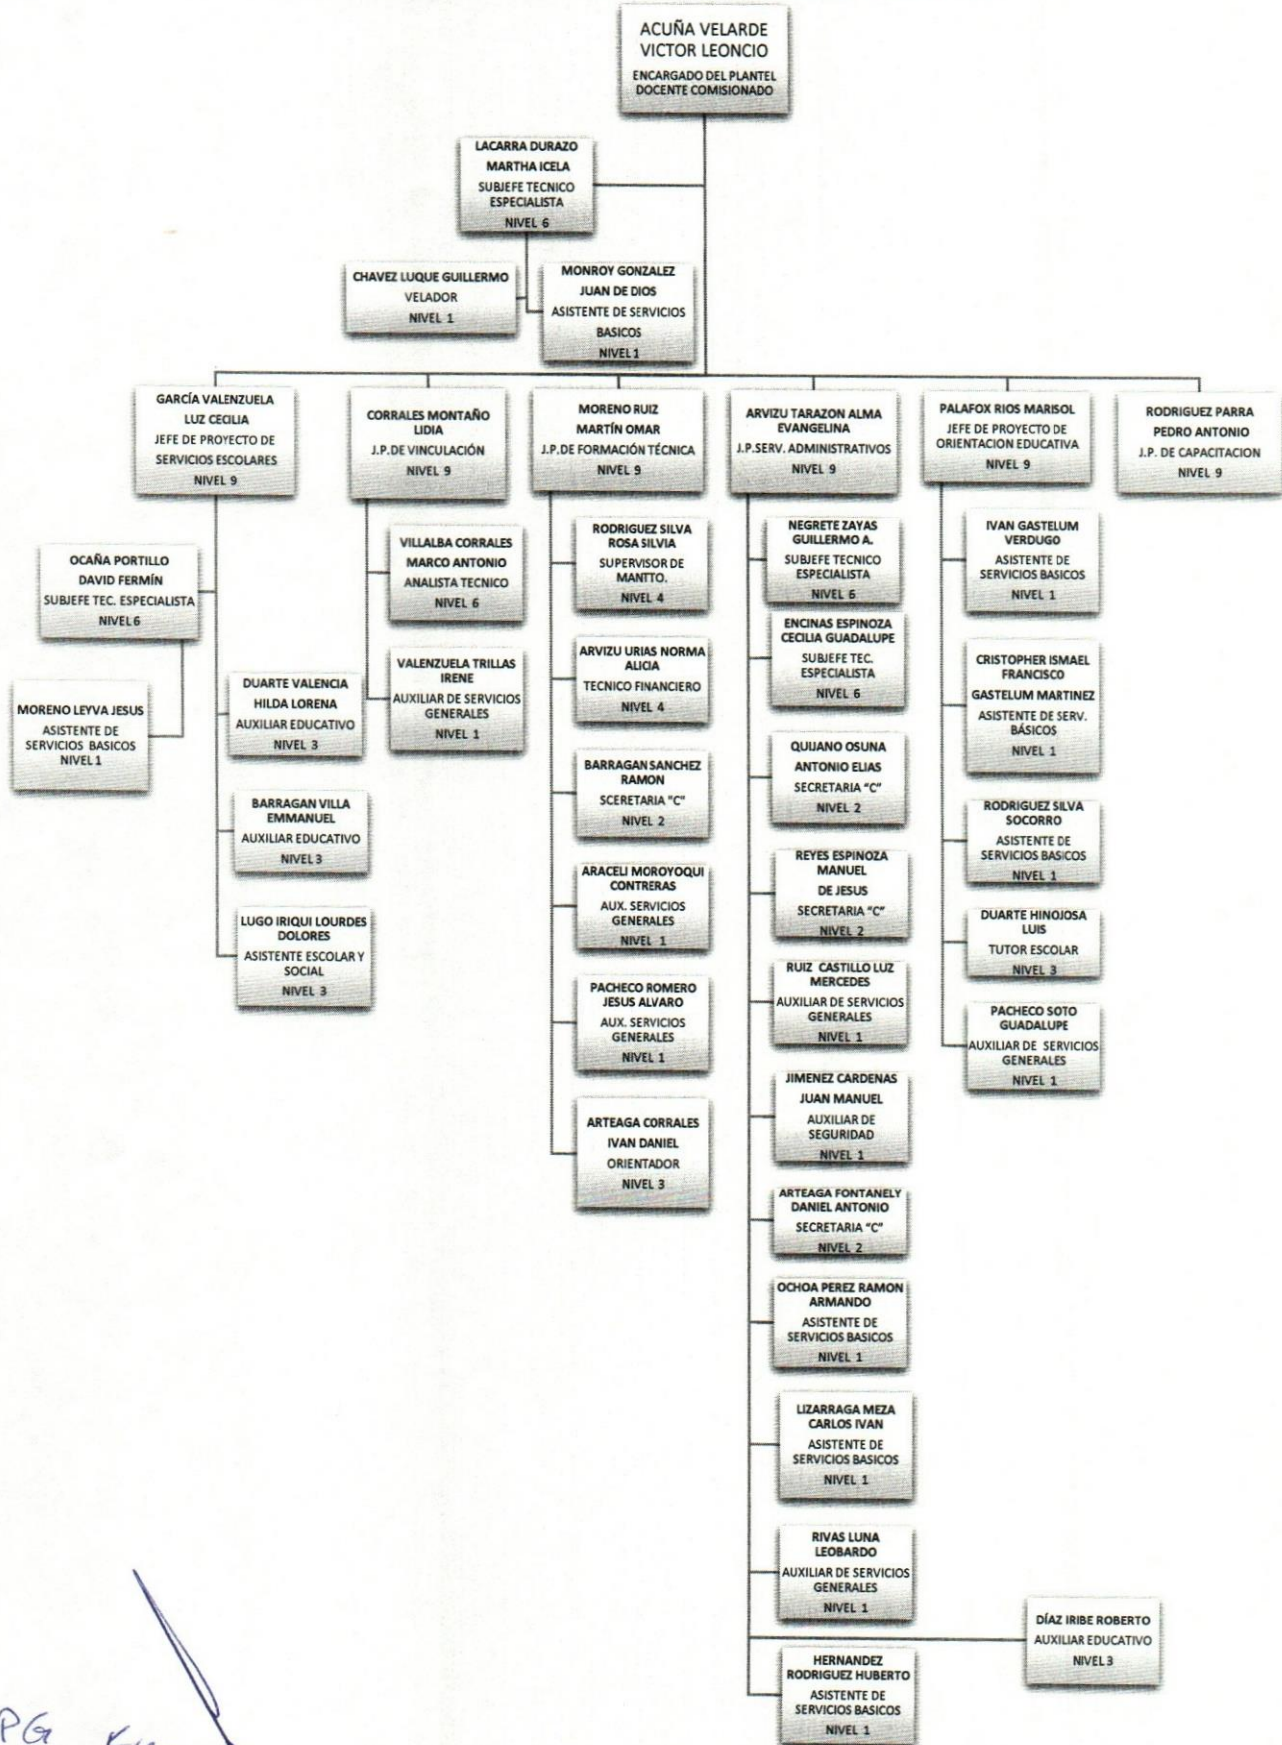 ACUÑA VELARDE
VICTOR LEONCIO
ENCARGADO DEL PLANTEL
DOCENTE COMISIONADO
LACARRA DURAZO
MARTHA ICELA
SUBJEFE TECNICO
ESPECIALISTA
NIVEL 6
CHAVEZ LUQUE GUILLERMO
VELADOR
NIVEL 1
MONROY GONZALEZ
JUAN DE DIOS
ASISTENTE DE SERVICIOS
BASICOS
NIVEL 1
GARCÍA VALENZUELA
LUZ CECILIA
JEFE DE PROYECTO DE
SERVICIOS ESCOLARES
NIVEL 9
CORRALES MONTAÑO
LIDIA
J.P.DE VINCULACIÓN
NIVEL 9
MORENO RUIZ
MARTÍN OMAR
J.P.DE FORMACIÓN TÉCNICA
NIVEL 9
ARVIZU TARAZON ALMA
EVANGELINA
J.P.SERV. ADMINISTRATIVOS
NIVEL 9
PALAFOX RIOS MARISOL
JEFE DE PROYECTO DE
ORIENTACION EDUCATIVA
NIVEL 9
RODRIGUEZ PARRA
PEDRO ANTONIO
J.P. DE CAPACITACION
NIVEL 9
OCAÑA PORTILLO
DAVID FERMÍN
SUBJEFE TEC. ESPECIALISTA
NIVEL 6
MORENO LEYVA JESUS
ASISTENTE DE
SERVICIOS BASICOS
NIVEL 1
DUARTE VALENCIA
HILDA LORENA
AUXILIAR EDUCATIVO
NIVEL 3
BARRAGAN VILLA
EMMANUEL
AUXILIAR EDUCATIVO
NIVEL 3
LUGO IRIQUI LOURDES
DOLORES
ASISTENTE ESCOLAR Y
SOCIAL
NIVEL 3
VILLALBA CORRALES
MARCO ANTONIO
ANALISTA TECNICO
NIVEL 6
VALENZUELA TRILLAS
IRENE
AUXILIAR DE SERVICIOS
GENERALES
NIVEL 1
RODRIGUEZ SILVA
ROSA SILVIA
SUPERVISOR DE
MANTTO.
NIVEL 4
ARVIZU URIAS NORMA
ALICIA
TECNICO FINANCIERO
NIVEL 4
BARRAGAN SANCHEZ
RAMON
SCERETARIA "C"
NIVEL 2
ARACELI MOROYOQUI
CONTRERAS
AUX. SERVICIOS
GENERALES
NIVEL 1
PACHECO ROMERO
JESUS ALVARO
AUX. SERVICIOS
GENERALES
NIVEL 1
ARTEAGA CORRALES
IVAN DANIEL
ORIENTADOR
NIVEL 3
NEGRETE ZAYAS
GUILLERMO A.
SUBJEFE TECNICO
ESPECIALISTA
NIVEL 6
ENCINAS ESPINOZA
CECILIA GUADALUPE
SUBJEFE TEC.
ESPECIALISTA
NIVEL 6
QUIJANO OSUNA
ANTONIO ELIAS
SECRETARIA "C"
NIVEL 2
REYES ESPINOZA
MANUEL
DE JESUS
SECRETARIA "C"
NIVEL 2
RUIZ CASTILLO LUZ
MERCEDES
AUXILIAR DE SERVICIOS
GENERALES
NIVEL 1
JIMENEZ CARDENAS
JUAN MANUEL
AUXILIAR DE
SEGURIDAD
NIVEL 1
ARTEAGA FONTANELY
DANIEL ANTONIO
SECRETARIA "C"
NIVEL 2
OCHOA PEREZ RAMON
ARMANDO
ASISTENTE DE
SERVICIOS BASICOS
NIVEL 1
LIZARRAGA MEZA
CARLOS IVAN
ASISTENTE DE
SERVICIOS BASICOS
NIVEL 1
RIVAS LUNA
LEOBARDO
AUXILIAR DE SERVICIOS
GENERALES
NIVEL 1
HERNANDEZ
RODRIGUEZ HUBERTO
ASISTENTE DE
SERVICIOS BASICOS
NIVEL 1
IVAN GASTELUM
VERDUGO
ASISTENTE DE
SERVICIOS BASICOS
NIVEL 1
CRISTOPHER ISMAEL
FRANCISCO
GASTELUM MARTINEZ
ASISTENTE DE SERV.
BÁSICOS
NIVEL 1
RODRIGUEZ SILVA
SOCORRO
ASISTENTE DE
SERVICIOS BASICOS
NIVEL 1
DUARTE HINOJOSA
LUIS
TUTOR ESCOLAR
NIVEL 3
PACHECO SOTO
GUADALUPE
AUXILIAR DE SERVICIOS
GENERALES
NIVEL 1
DÍAZ IRIBE ROBERTO
AUXILIAR EDUCATIVO
NIVEL 3